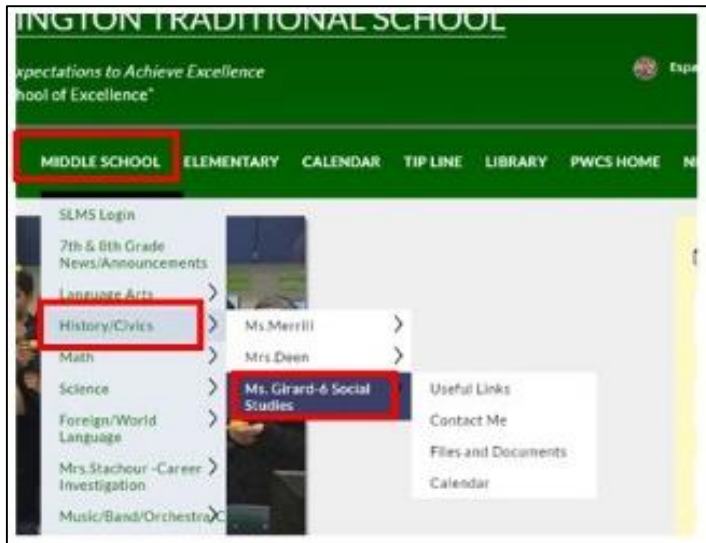 INGTON TRADITIONAL SCHOOL
xpectations to Achieve Excellence
hool of Excellence"
Espa
MIDDLE SCHOOL ELEMENTARY CALENDAR TIP LINE LIBRARY PWCS HOME
SLMS Login
7th & 8th Grade
News/Announcements
Language Arts
History/Civics
Ms.Merrill
Math
Mrs.Deen
Science
Ms. Girard-6 Social
Studies
Useful Links
Foreign/World
Language
Contact Me
Files and Documents
Mrs.Stachour -Career
Investigation
Calendar
Music/Band/Orchestra/C